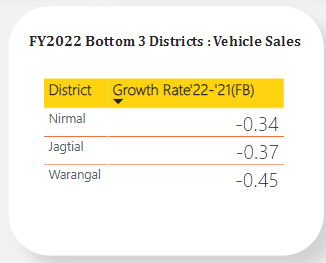 FY2022 Bottom 3 Districts : Vehicle Sales
District Growth Rate'22-'21(FB)
Nirmal -0.34
Jagtial -0.37
Warangal -0.45